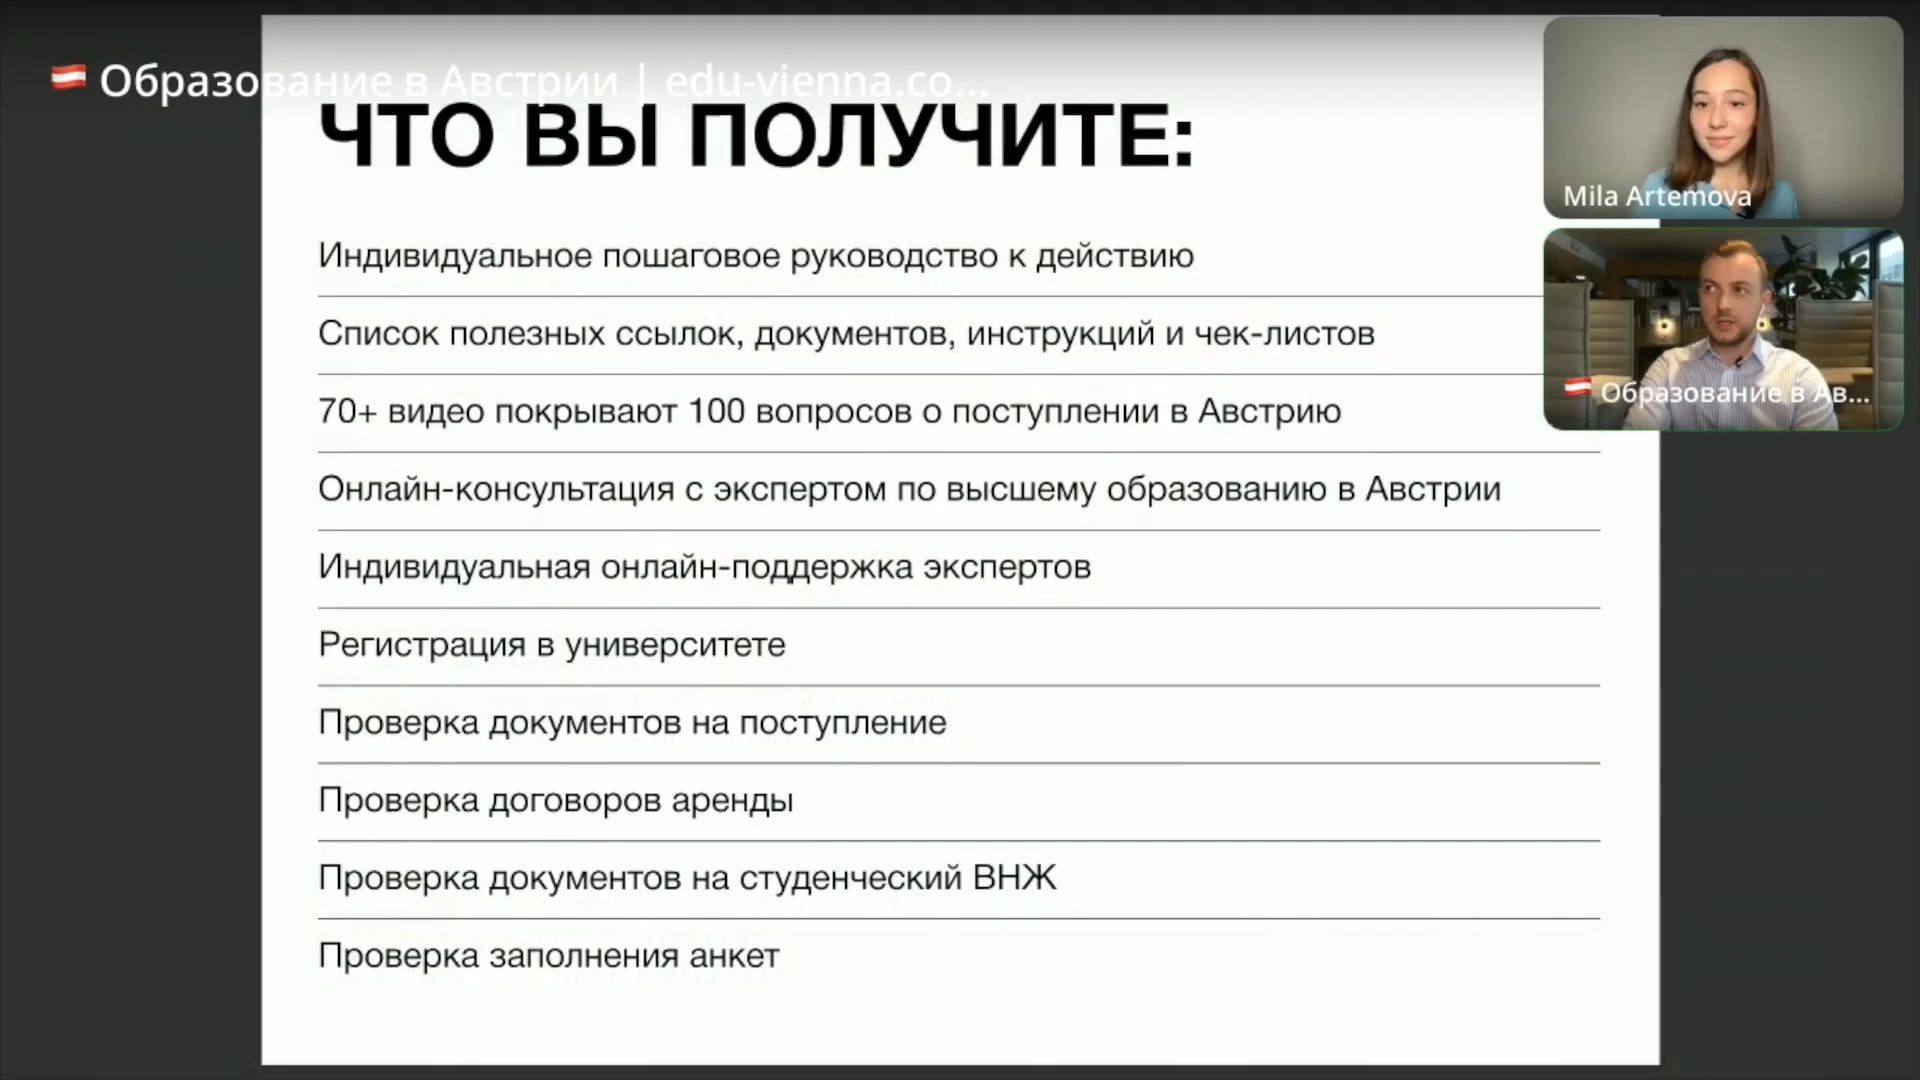 🇦🇹 Образование в Австрии | edu-vienna.co...
ЧТО ВЫ ПОЛУЧИТЕ:
Индивидуальное пошаговое руководство к действию
Список полезных ссылок, документов, инструкций и чек-листов
70+ видео покрывают 100 вопросов о поступлении в Австрию
Онлайн-консультация с экспертом по высшему образованию в Австрии
Индивидуальная онлайн-поддержка экспертов
Регистрация в университете
Проверка документов на поступление
Проверка договоров аренды
Проверка документов на студенческий ВНЖ
Проверка заполнения анкет
Mila Artemova
🇦🇹 Образование в Ав...